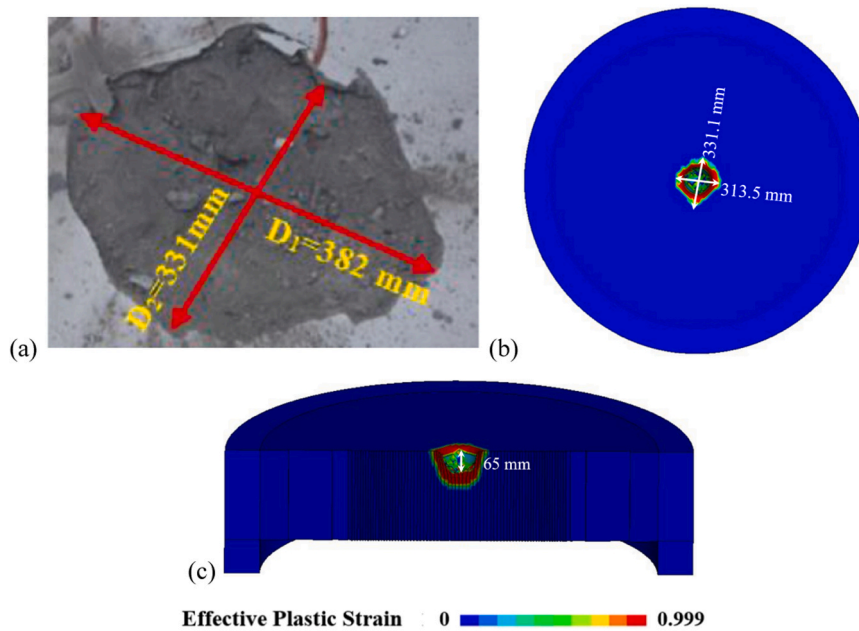 D₁=382 mm
D₂=331mm
(a)
331.1 mm
313.5 mm
(b)
65 mm
(c)
Effective Plastic Strain 0 0.999